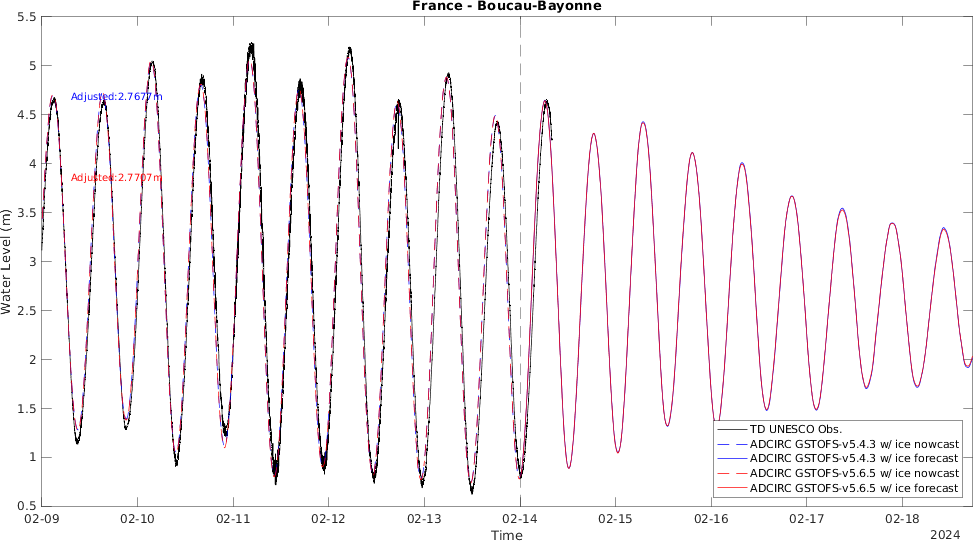 France - Boucau-Bayonne
5.5
5
4.5
4
3.5
3
2.5
2
1.5
1
0.5
Water Level (m)
Adjusted:2.7677m
Adjusted:2.7707m
TD UNESCO Obs.
ADCIRC GSTOFS-v5.4.3 w/ ice nowcast
ADCIRC GSTOFS-v5.4.3 w/ ice forecast
ADCIRC GSTOFS-v5.6.5 w/ ice nowcast
ADCIRC GSTOFS-v5.6.5 w/ ice forecast
02-09 02-10 02-11 02-12 02-13 02-14 02-15 02-16 02-17 02-18
Time
2024